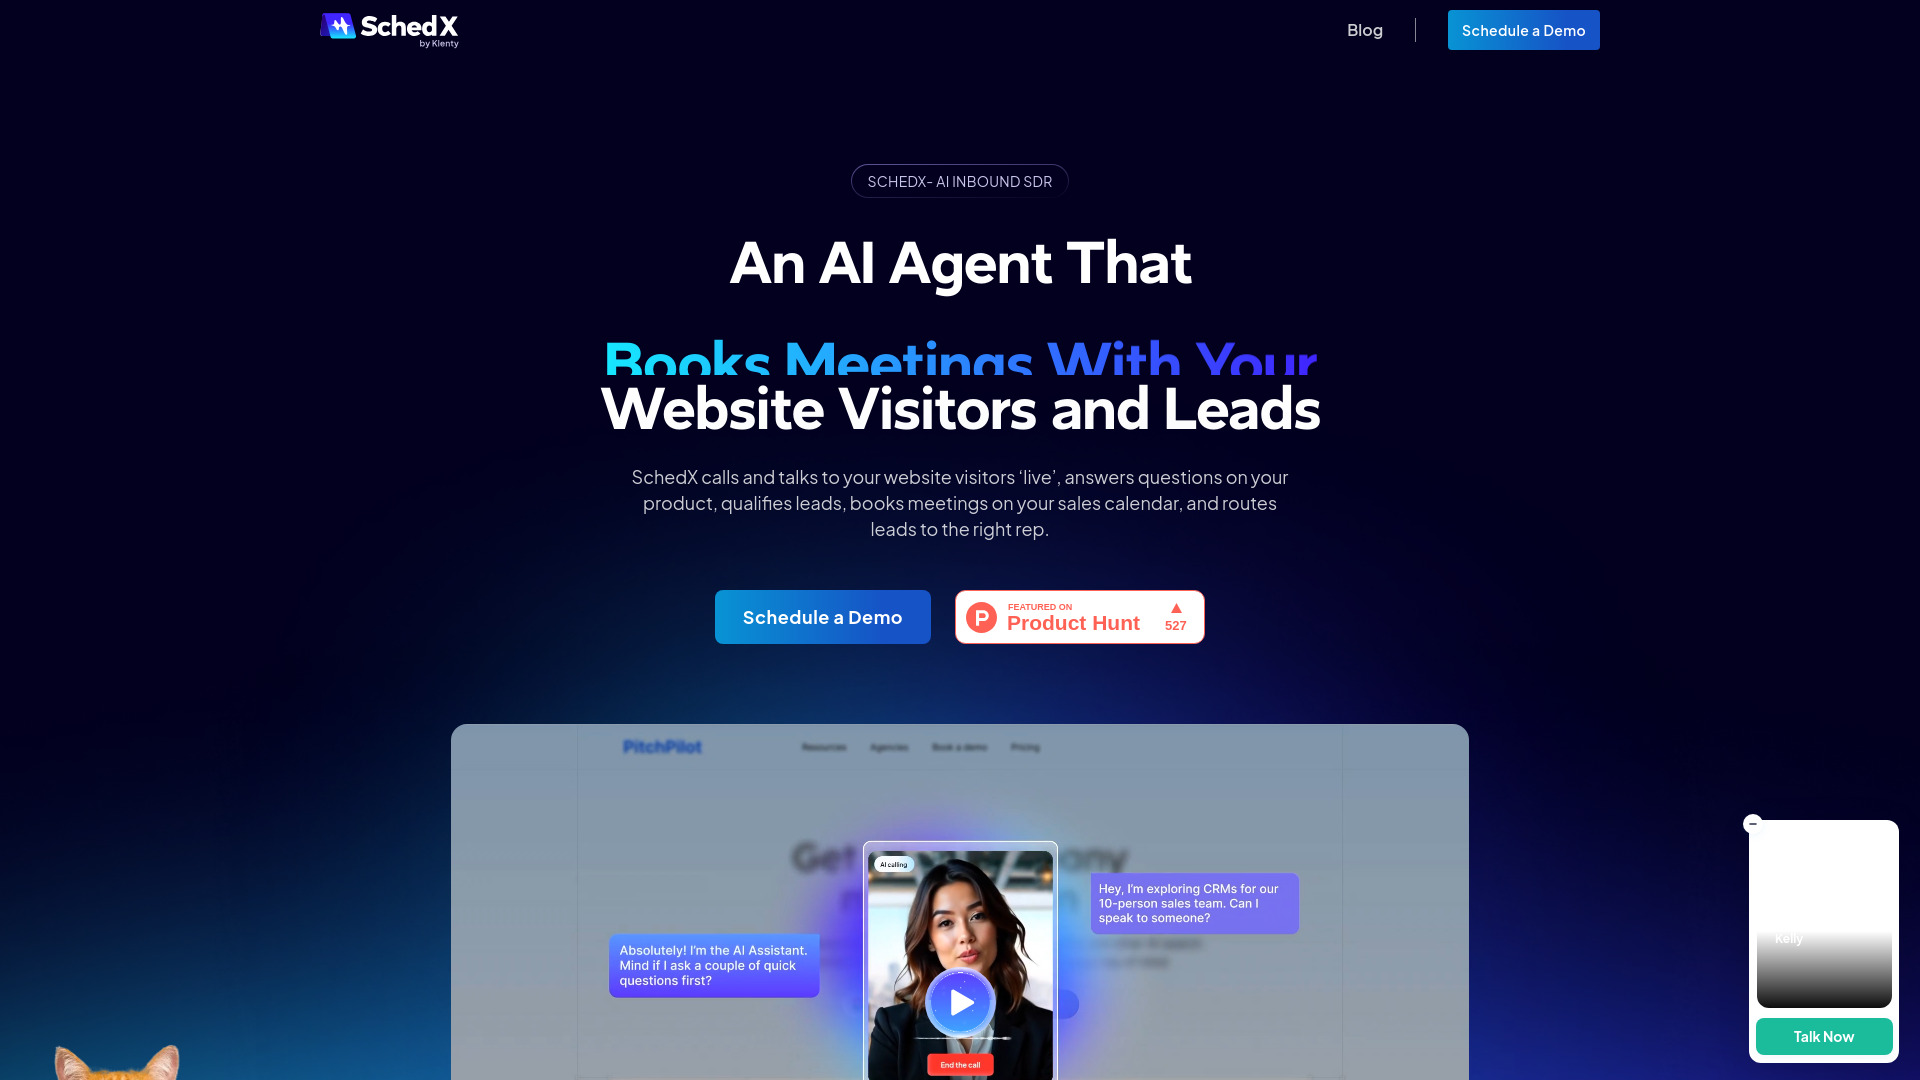 SchedX
by Klenty
Blog
Schedule a Demo
SCHEDX- AI INBOUND SDR
An AI Agent That
Books Meetings With Your
Website Visitors and Leads
SchedX calls and talks to your website visitors ‘live’, answers questions on your
product, qualifies leads, books meetings on your sales calendar, and routes
leads to the right rep.
Schedule a Demo
FEATURED ON
Product Hunt
527
PitchPilot
Resources
Agencies
Book a demo
Pricing
Get
any
AI calling
Hey, I'm exploring CRMs for our
10-person sales team. Can I
speak to someone?
Absolutely! I'm the AI Assistant.
Mind if I ask a couple of quick
questions first?
End the call
Kelly
Talk Now